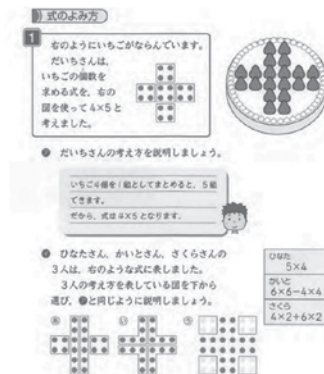 式のよみ方
1
右のようにいちごがならんでいます。
だいちさんは、
いちごの個数を
求める式を、右の
図を使って4×5と
考えました。
ア だいちさんの考え方を説明しましょう。
いちご4個を1組としてまとめると、5組
できます。
だから、式は4×5となります。
イ ひなたさん、かいとさん、さくらさんの
3人は、右のような式に表しました。
3人の考え方を表している図を下から
選び、アと同じように説明しましょう。
ひなた
5×4
かいと
6×6-4×4
さくら
4×2+6×2
あ
い
う